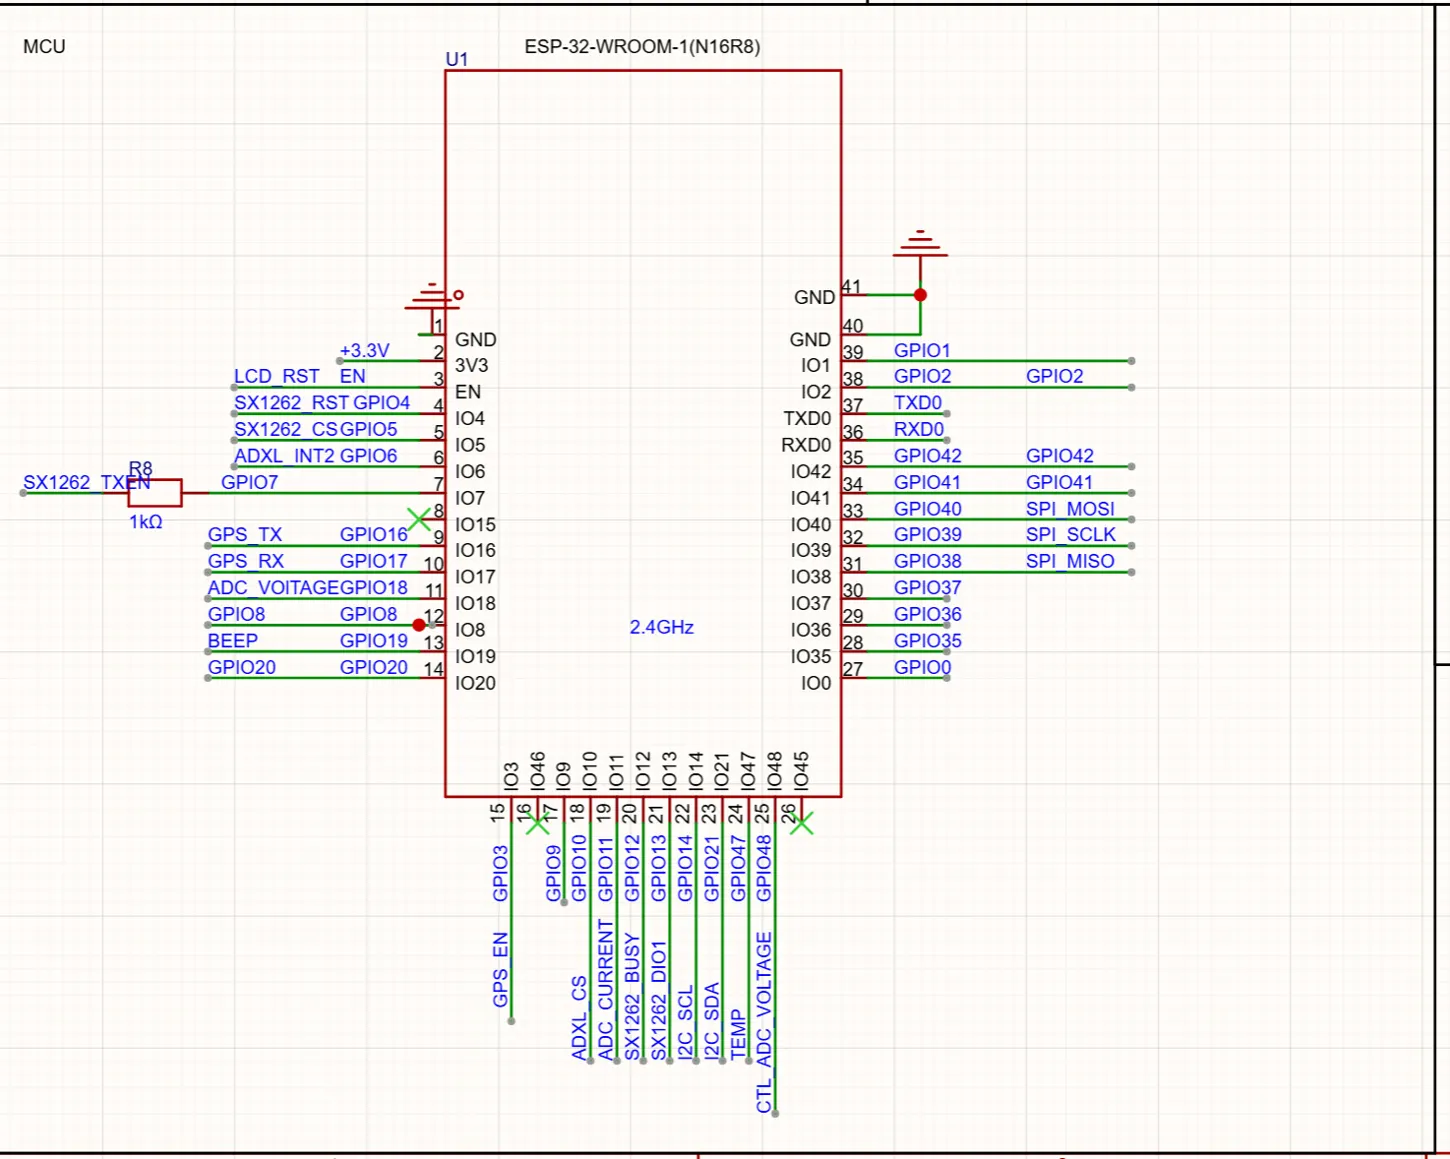 MCU
ESP-32-WROOM-1(N16R8)
U1
1 GND
+3.3V 2 3V3
LCD_RST EN 3 EN
SX1262_RST GPIO4 4 IO4
SX1262_CS GPIO5 5 IO5
ADXL_INT2 GPIO6 6 IO6
R8
SX1262_TXEN GPIO7 7 IO7
1kΩ
8 IO15
GPS_TX GPIO16 9 IO16
GPS_RX GPIO17 10 IO17
ADC_VOITAGE GPIO18 11 IO18
GPIO8 GPIO8 12 IO8
BEEP GPIO19 13 IO19
GPIO20 GPIO20 14 IO20
2.4GHz
GND 41
GND 40
IO1 39 GPIO1
IO2 38 GPIO2 GPIO2
TXD0 37 TXD0
RXD0 36 RXD0
IO42 35 GPIO42 GPIO42
IO41 34 GPIO41 GPIO41
IO40 33 GPIO40 SPI_MOSI
IO39 32 GPIO39 SPI_SCLK
IO38 31 GPIO38 SPI_MISO
IO37 30 GPIO37
IO36 29 GPIO36
IO35 28 GPIO35
IO0 27 GPIO0
IO3 15 GPIO3 GPS_EN
IO46 16
IO9 17 GPIO9
IO10 18 GPIO10 ADXL_CS
IO11 19 GPIO11 ADC_CURRENT
IO12 20 GPIO12 SX1262_BUSY
IO13 21 GPIO13 SX1262_DIO1
IO14 22 GPIO14 I2C_SCL
IO21 23 GPIO21 I2C_SDA
IO47 24 GPIO47 TEMP
IO48 25 GPIO48 CTL_ADC_VOLTAGE
IO45 26